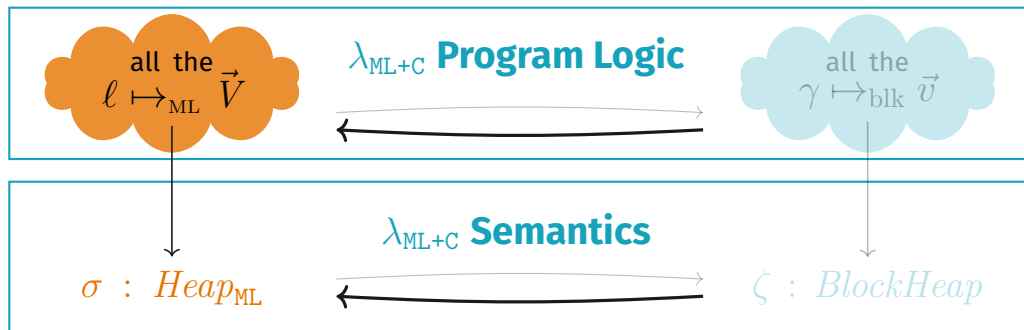 all the
ℓ ↦ML V⃗
λML+C Program Logic
all the
γ ↦blk v⃗
λML+C Semantics
σ : HeapML
ζ : BlockHeap